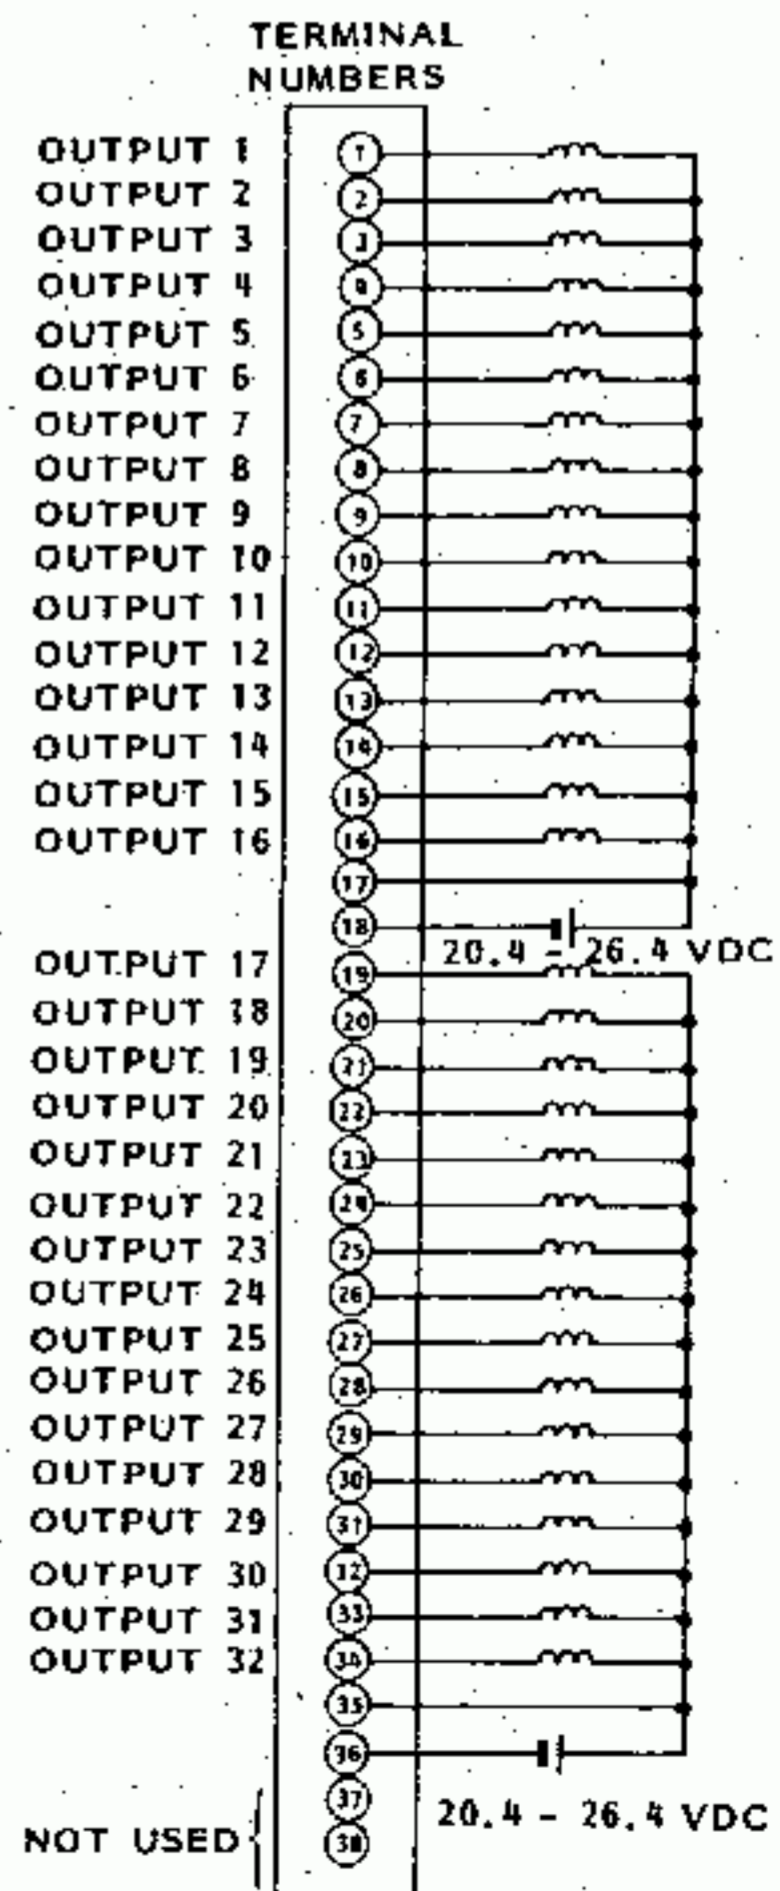 TERMINAL
NUMBERS
OUTPUT 1 1
OUTPUT 2 2
OUTPUT 3 3
OUTPUT 4 4
OUTPUT 5 5
OUTPUT 6 6
OUTPUT 7 7
OUTPUT 8 8
OUTPUT 9 9
OUTPUT 10 10
OUTPUT 11 11
OUTPUT 12 12
OUTPUT 13 13
OUTPUT 14 14
OUTPUT 15 15
OUTPUT 16 16
17
18
20.4 - 26.4 VDC
OUTPUT 17 19
OUTPUT 18 20
OUTPUT 19 21
OUTPUT 20 22
OUTPUT 21 23
OUTPUT 22 24
OUTPUT 23 25
OUTPUT 24 26
OUTPUT 25 27
OUTPUT 26 28
OUTPUT 27 29
OUTPUT 28 30
OUTPUT 29 31
OUTPUT 30 32
OUTPUT 31 33
OUTPUT 32 34
35
36
37
20.4 - 26.4 VDC
NOT USED 38